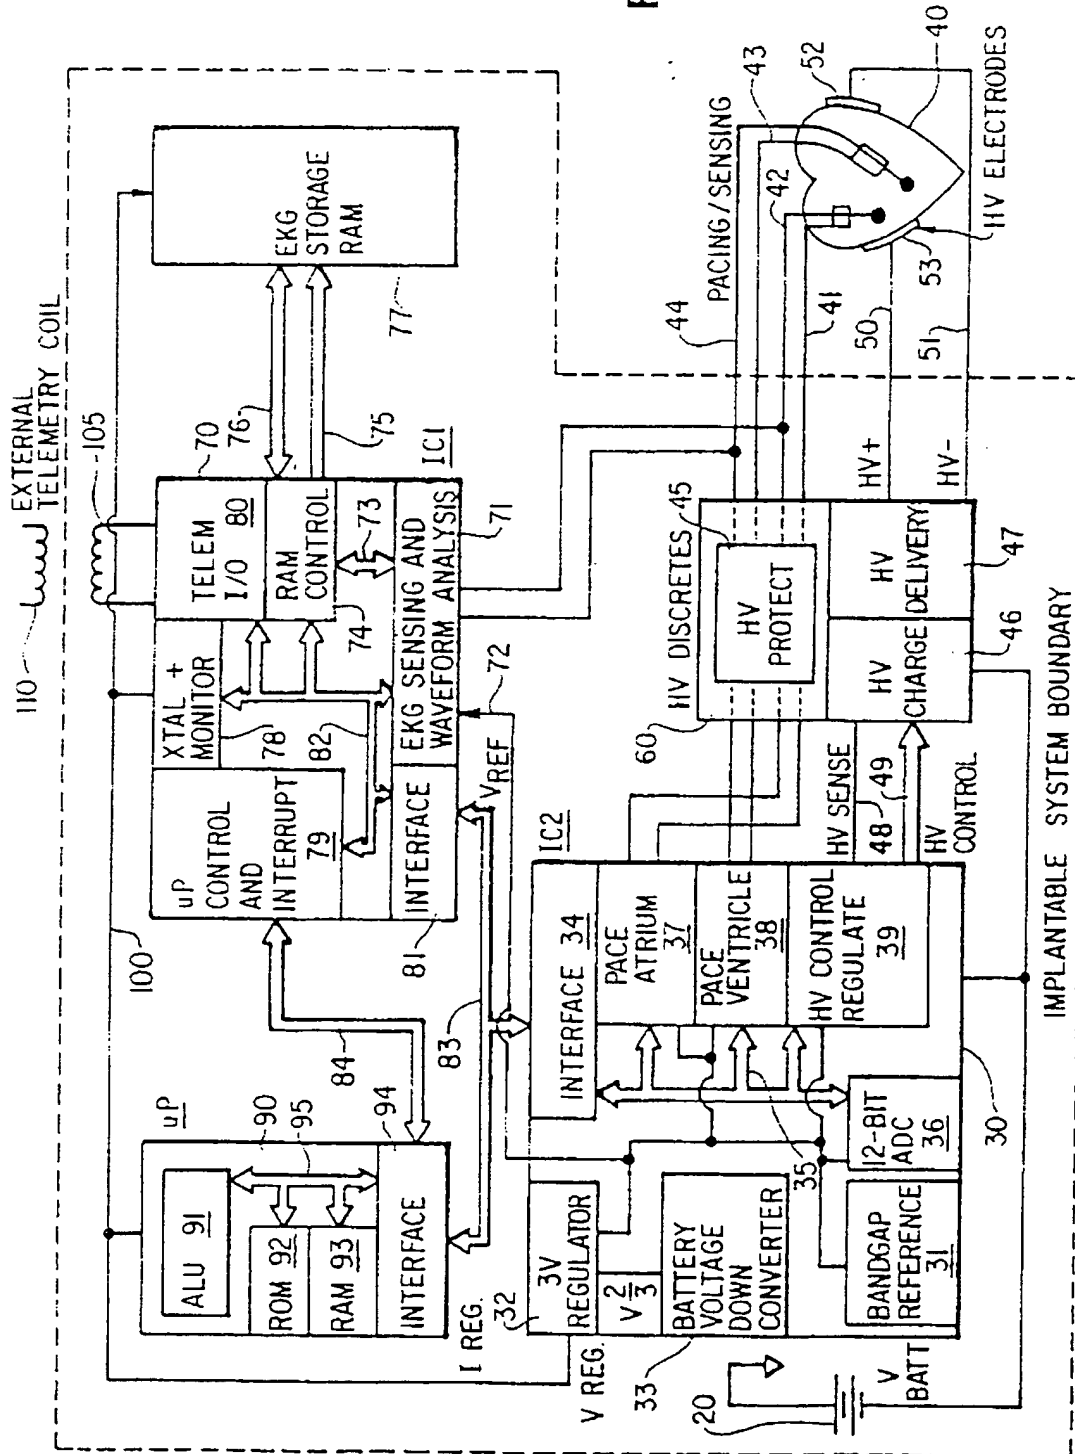 110
EXTERNAL
TELEMETRY COIL
105
100
uP
ALU 91
90
95
ROM 92
RAM 93
INTERFACE
94
84
uP
CONTROL
AND
INTERRUPT
79
XTAL +
MONITOR
78
82
TELEM
I/O 80
70
RAM
CONTROL
74
73
76
75
IC1
EKG
STORAGE
RAM
77
INTERFACE
81
EKG SENSING AND
WAVEFORM ANALYSIS
71
VREF
72
83
I REG.
V REG.
32
3V
REGULATOR
V 2/3
BATTERY
VOLTAGE
DOWN
CONVERTER
33
20
V
BATT
BANDGAP
REFERENCE
31
12-BIT
ADC
36
35
30
IC2
INTERFACE 34
PACE
ATRIUM
37
PACE
VENTRICLE
38
HV CONTROL
REGULATE
39
HV SENSE
48
49
HV
CONTROL
60
HV DISCRETES
45
HV
PROTECT
HV
CHARGE
46
HV
DELIVERY
47
HV+
HV-
44
PACING/SENSING
42
43
41
50
51
52
53
40
HV ELECTRODES
IMPLANTABLE SYSTEM BOUNDARY